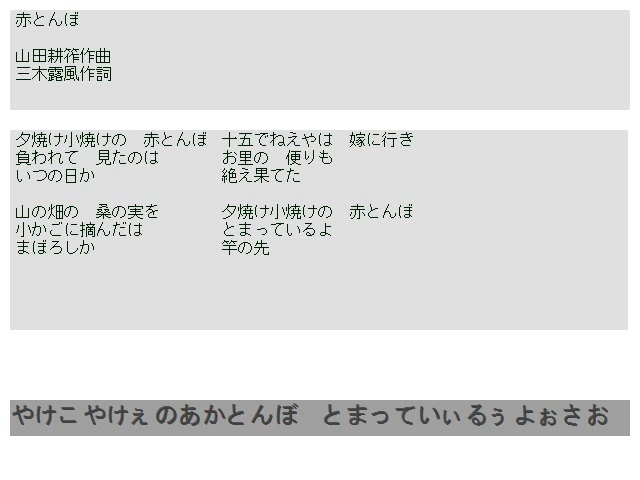 赤とんぼ
山田耕筰作曲
三木露風作詞
夕焼け小焼けの　赤とんぼ
負われて　見たのは
いつの日か
山の畑の　桑の実を
小かごに摘んだは
まぼろしか
十五でねえやは　嫁に行き
お里の　便りも
絶え果てた
夕焼け小焼けの　赤とんぼ
とまっているよ
竿の先
やけこ やけぇ のあかとんぼ　とまっていぃ るぅ よぉさお